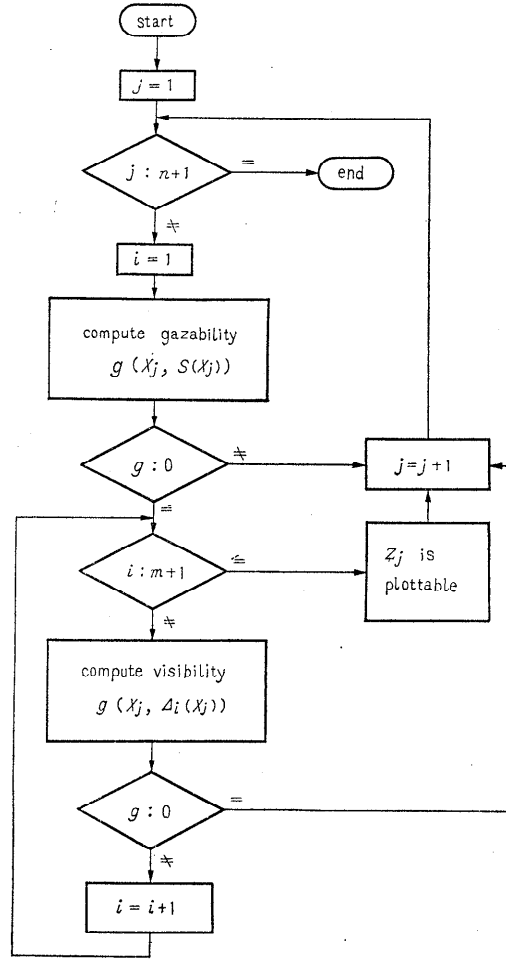 start
j = 1
j : n+1
=
end
≠
i = 1
compute gazability
g (Xj, S(Xj))
g : 0
≠
j=j+1
=
i : m+1
=
Zj is
plottable
≠
compute visibility
g (Xj, Δi(Xj))
g : 0
=
≠
i = i+1